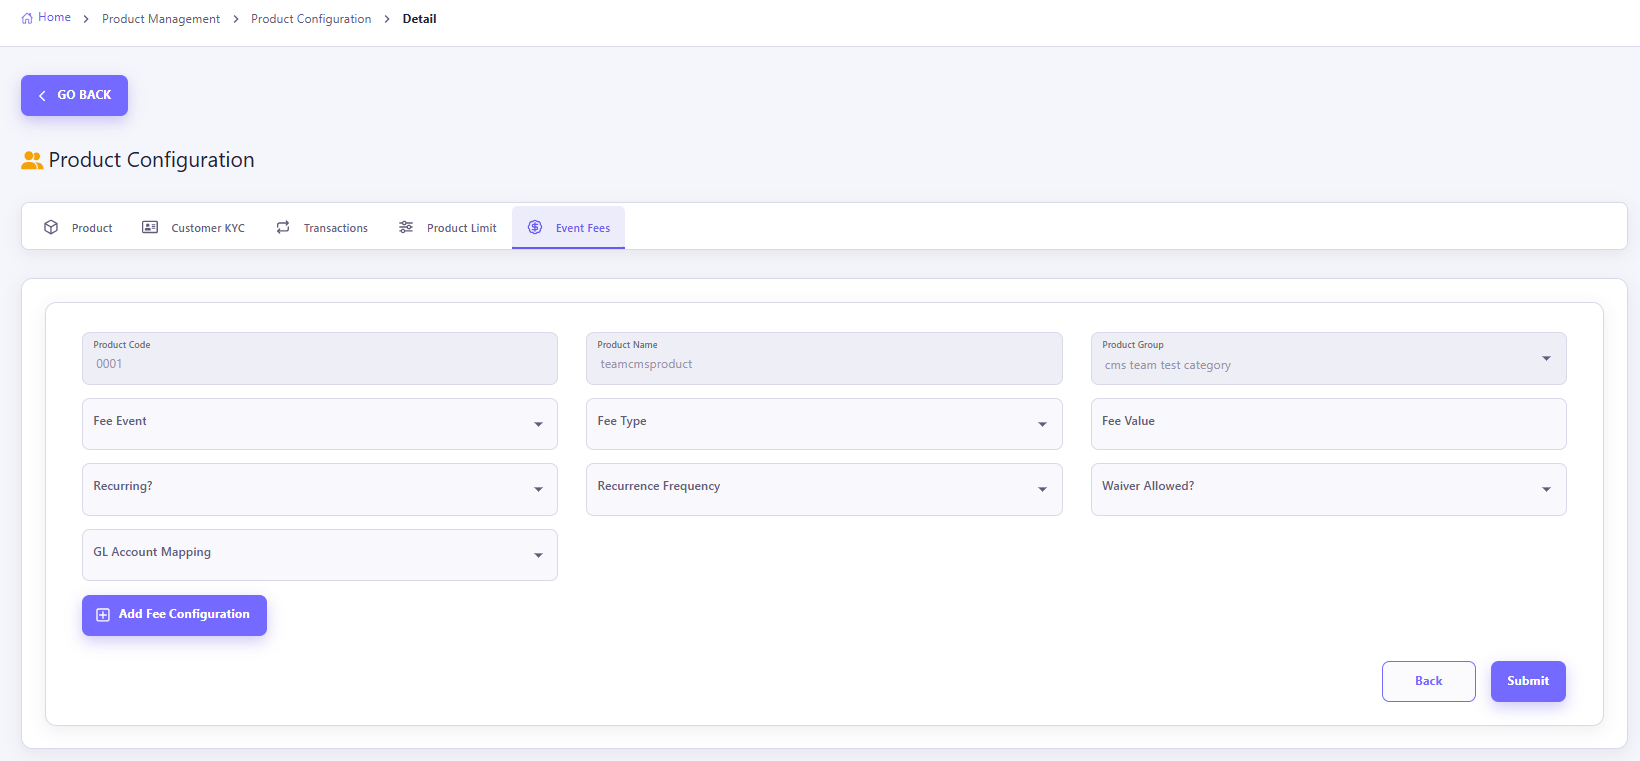 Home > Product Management > Product Configuration > Detail
GO BACK
Product Configuration
Product Customer KYC Transactions Product Limit Event Fees
Product Code Product Name Product Group
0001 teamcmsproduct cms team test category
Fee Event Fee Type Fee Value
Recurring? Recurrence Frequency Waiver Allowed?
GL Account Mapping
Add Fee Configuration
Back Submit